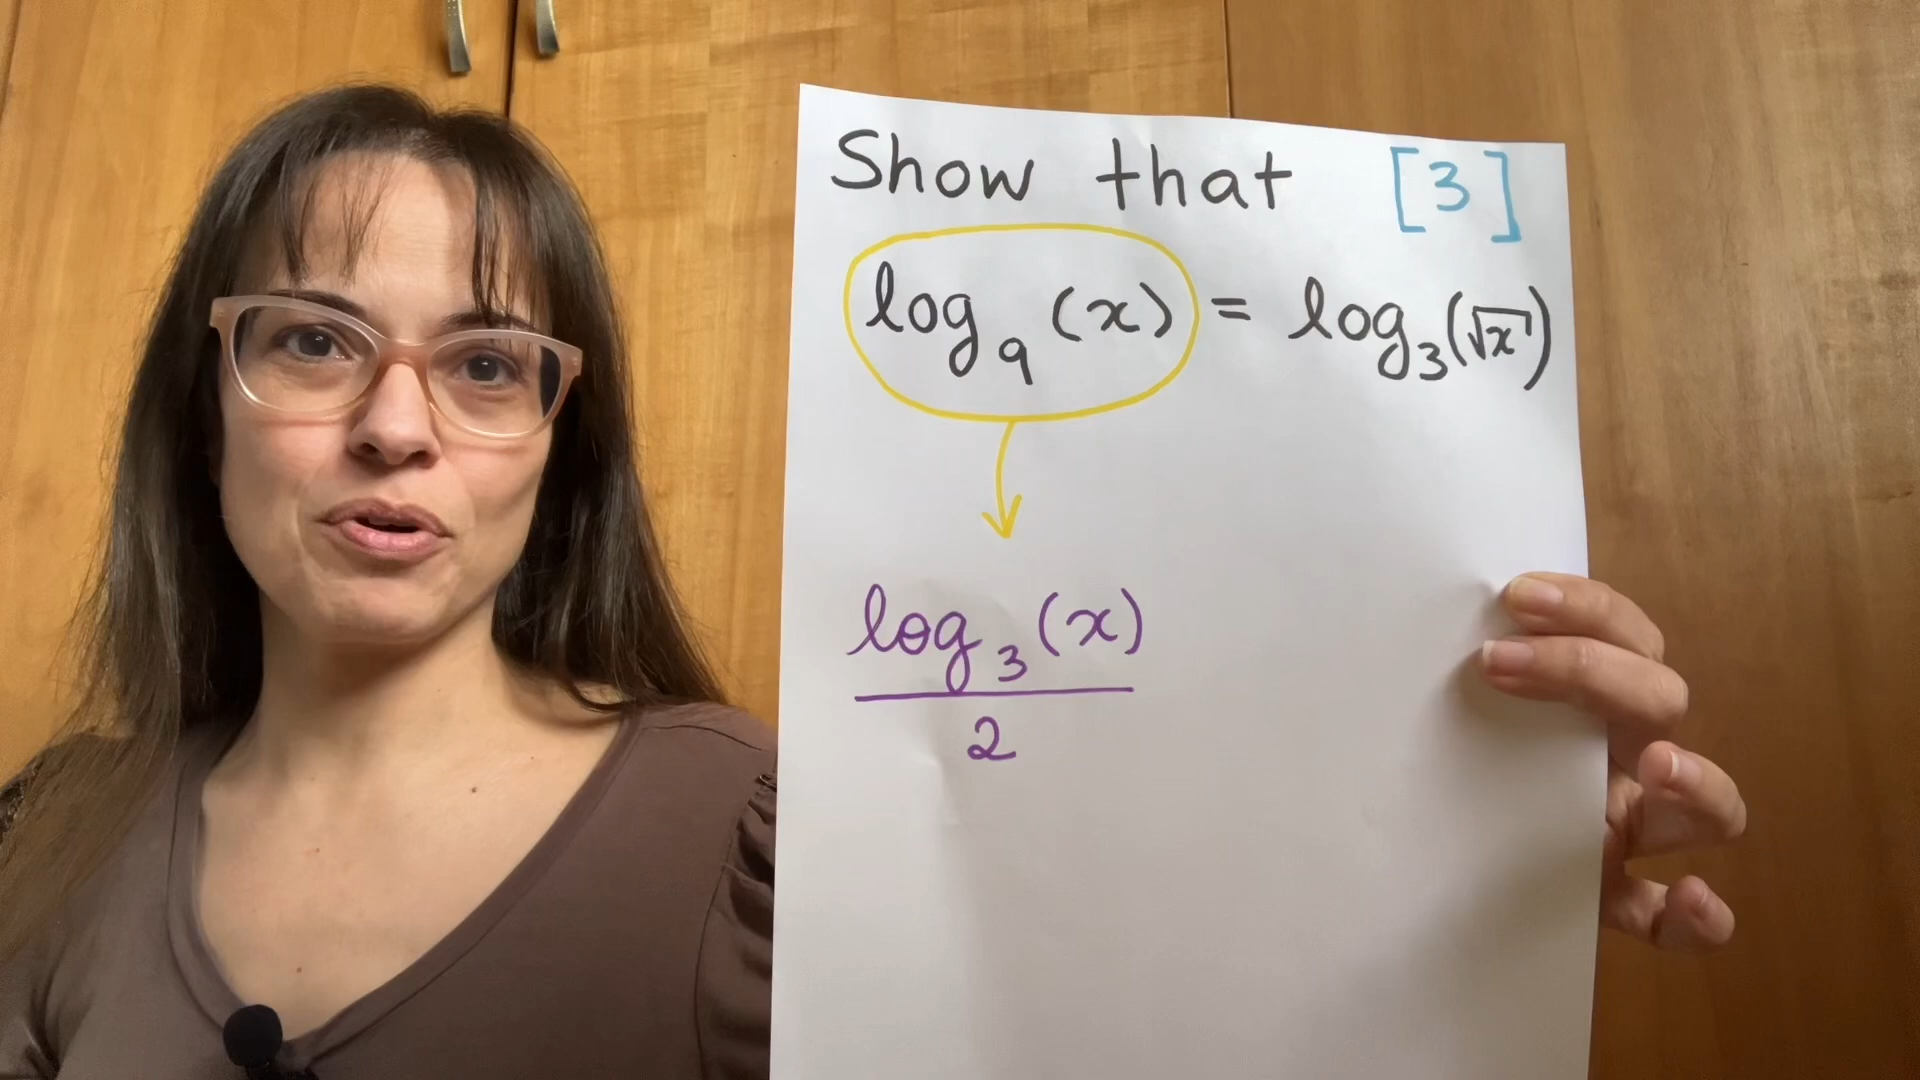 Show that [3]
log₉(x) = log₃(√x)
log₃(x)
2